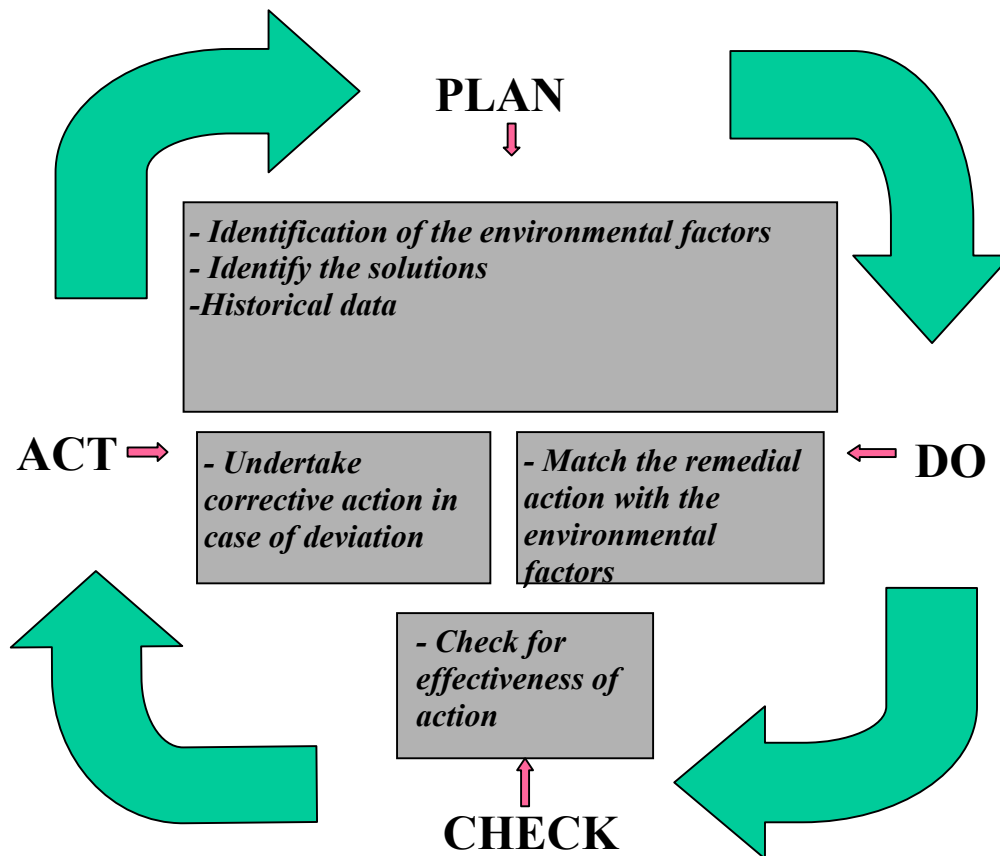 PLAN
- Identification of the environmental factors
- Identify the solutions
-Historical data
ACT
- Undertake
corrective action in
case of deviation
- Match the remedial
action with the
environmental
factors
DO
- Check for
effectiveness of
action
CHECK